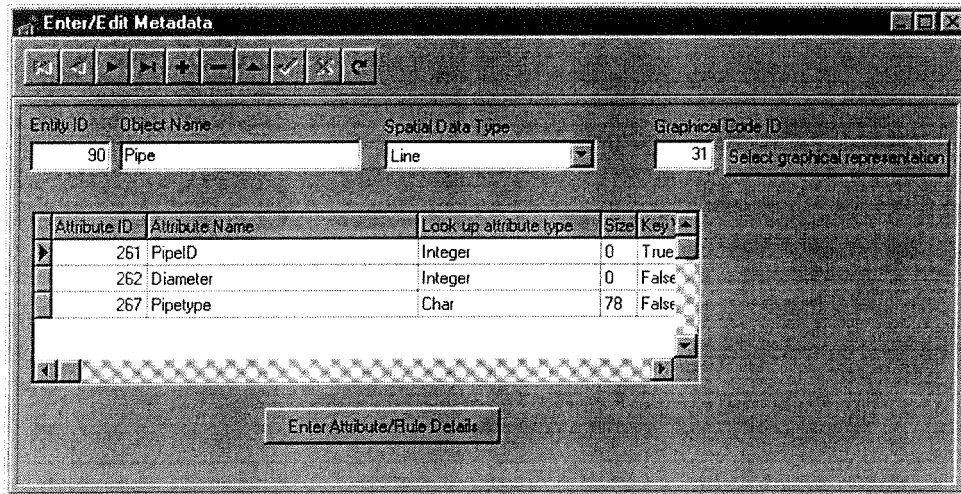 Enter/Edit Metadata
Entity ID Object Name Spatial Data Type Graphical Code ID
90 Pipe Line 31 Select graphical representation
Attribute ID Attribute Name Look up attribute type Size Key
261 PipeID Integer 0 True
262 Diameter Integer 0 False
267 Pipetype Char 78 False
Enter Attribute/Rule Details